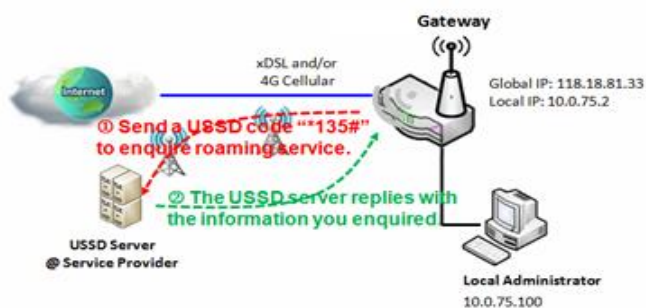 Gateway
xDSL and/or
4G Cellular
Internet
Global IP: 118.18.81.33
Local IP: 10.0.75.2
① Send a USSD code “*135#”
to enquire roaming service.
② The USSD server replies with
the information you enquired.
USSD Server
@ Service Provider
Local Administrator
10.0.75.100